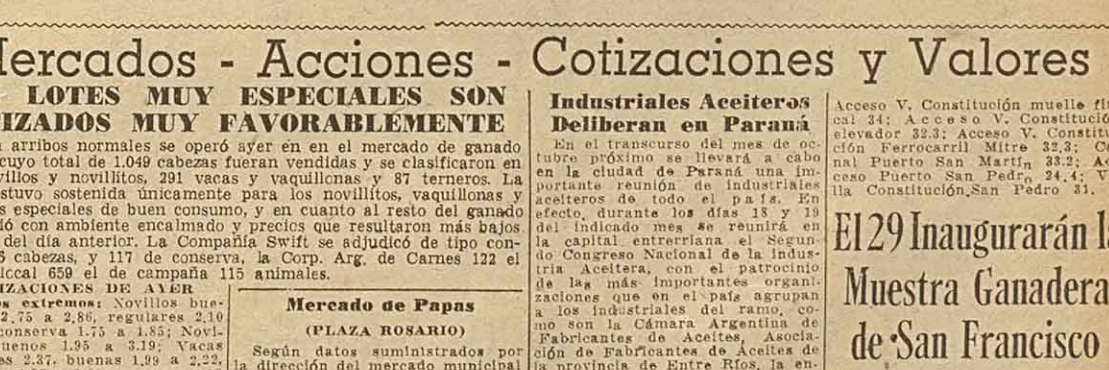 ercados - Acciones - Cotizaciones y Valores
LOTES MUY ESPECIALES SON
IZADOS MUY FAVORABLEMENTE
arribos normales se operó ayer en en el mercado de ganado
cuyo total de 1.049 cabezas fueran vendidas y se clasificaron en
villos y novillitos, 291 vacas y vaquillonas y 87 terneros. La
stuvo sostenida únicamente para los novillitos, vaquillonas y
s especiales de buen consumo, y en cuanto al resto del ganado
ió con ambiente encalmado y precios que resultaron más bajos
del día anterior. La Compañía Swift se adjudicó de tipo con-
6 cabezas, y 117 de conserva, la Corp. Arg. de Carnes 122 el
local 659 el de campaña 115 animales.
IZACIONES DE AYER
os extremos: Novillos bue-
2,75 a 2,86, regulares 2,10
conserva 1.75 a 1.85; Novi-
uenos 1.95 a 3.19; Vacas
es 2.37. buenas 1.99 a 2.22.
Mercado de Papas
(PLAZA ROSARIO)
Según datos suministrados por
la dirección del mercado municipal
Industriales Aceiteros
Deliberan en Paraná
En el transcurso del mes de oc-
tubre próximo se llevará a cabo
en la ciudad de Paraná una im-
portante reunión de industriales
aceiteros de todo el país. En
efecto, durante los días 18 y 19
del indicado mes se reunirá en
la capital entrerriana el Segun-
do Congreso Nacional de la Indus-
tria Aceitera, con el patrocinio
de las más importantes organi-
zaciones que en el país agrupan
a los industriales del ramo, co-
mo son la Cámara Argentina de
Fabricantes de Aceites, Asocia-
ción de Fabricantes de Aceites de
la provincia de Entre Ríos, la en-
Acceso V. Constitución muelle fis
cal 34; Acceso V. Constitució
elevador 32.3; Acceso V. Constitu
ción Ferrocarril Mitre 32,3; Ca
nal Puerto San Martín 33.2; Ac
ceso Puerto San Pedro 24.4; V
lla Constitución San Pedro 31.
El 29 Inaugurarán la
Muestra Ganadera
de San Francisco